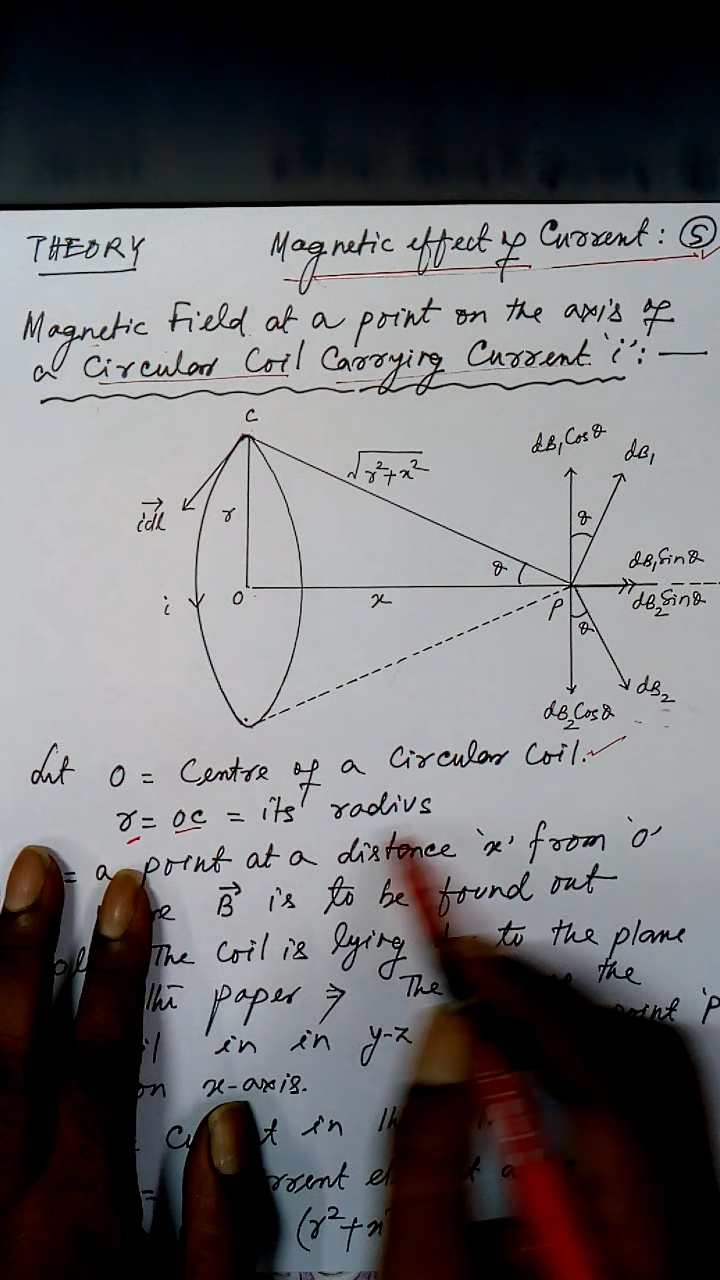 THEORY Magnetic effect of Current: 5
Magnetic Field at a point on the axis of
a Circular Coil Carrying Current 'i': —
C
√r²+x²
dB₁Cosθ
dB₁
idl
r
θ
θ
dB₁Sinθ
i
O
x
P
dB₂Sinθ
θ
dB₂
dB₂Cosθ
Let O = Centre of a Circular Coil.
r = OC = its radius
= a point at a distance 'x' from 'O'
B is to be found out
The coil is lying to the plane
paper ⇒ The the
in in y-z point 'P
on x-axis.
in
a
(r²+x